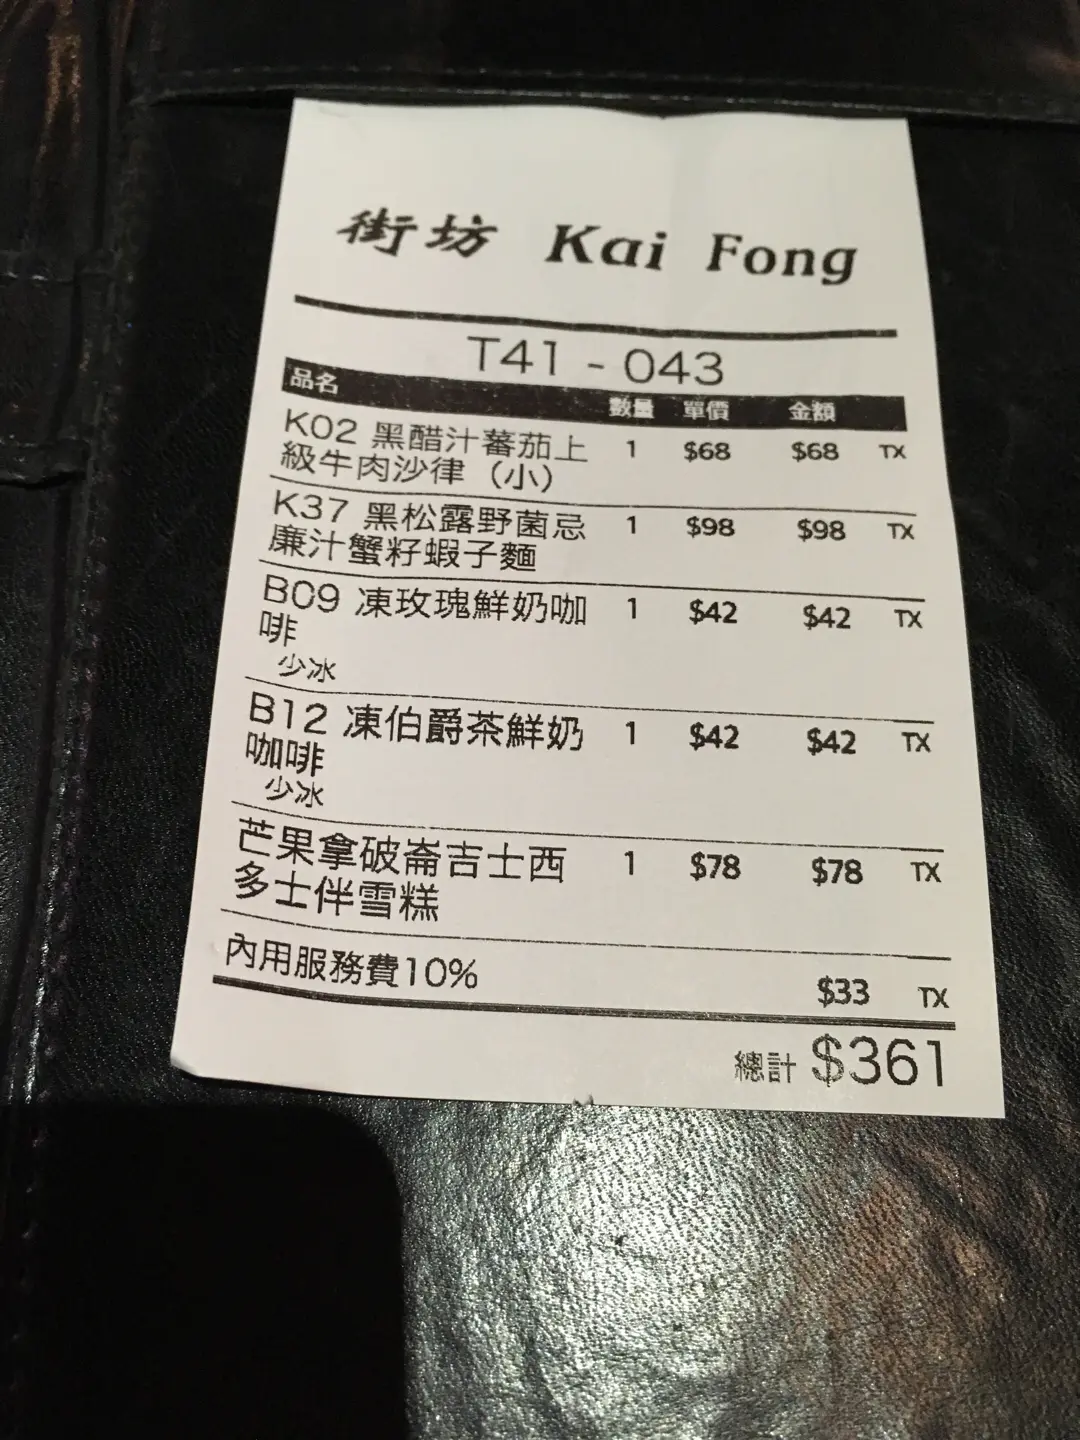 街坊 Kai Fong
T41 - 043
品名 數量 單價 金額
K02 黑醋汁蕃茄上 1 $68 $68 TX
級牛肉沙律（小）
K37 黑松露野菌忌 1 $98 $98 TX
廉汁蟹籽蝦子麵
B09 凍玫瑰鮮奶咖 1 $42 $42 TX
啡
少冰
B12 凍伯爵茶鮮奶 1 $42 $42 TX
咖啡
少冰
芒果拿破崙吉士西 1 $78 $78 TX
多士伴雪糕
內用服務費10% $33 TX
總計 $361